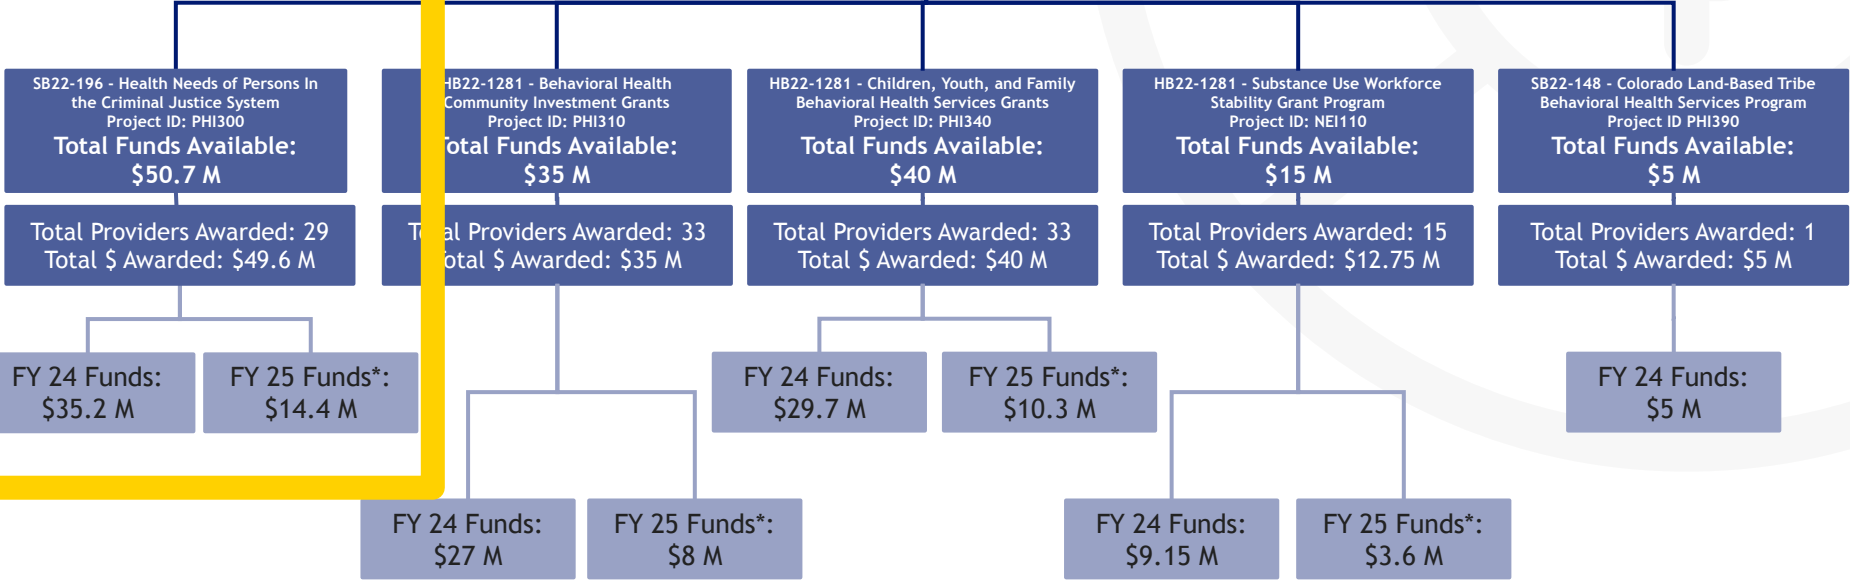 SB22-196 - Health Needs of Persons In
the Criminal Justice System
Project ID: PHI300
Total Funds Available:
$50.7 M
HB22-1281 - Behavioral Health
Community Investment Grants
Project ID: PHI310
Total Funds Available:
$35 M
HB22-1281 - Children, Youth, and Family
Behavioral Health Services Grants
Project ID: PHI340
Total Funds Available:
$40 M
HB22-1281 - Substance Use Workforce
Stability Grant Program
Project ID: NEI110
Total Funds Available:
$15 M
SB22-148 - Colorado Land-Based Tribe
Behavioral Health Services Program
Project ID PHI390
Total Funds Available:
$5 M
Total Providers Awarded: 29
Total $ Awarded: $49.6 M
Total Providers Awarded: 33
Total $ Awarded: $35 M
Total Providers Awarded: 33
Total $ Awarded: $40 M
Total Providers Awarded: 15
Total $ Awarded: $12.75 M
Total Providers Awarded: 1
Total $ Awarded: $5 M
FY 24 Funds:
$35.2 M
FY 25 Funds*:
$14.4 M
FY 24 Funds:
$29.7 M
FY 25 Funds*:
$10.3 M
FY 24 Funds:
$5 M
FY 24 Funds:
$27 M
FY 25 Funds*:
$8 M
FY 24 Funds:
$9.15 M
FY 25 Funds*:
$3.6 M